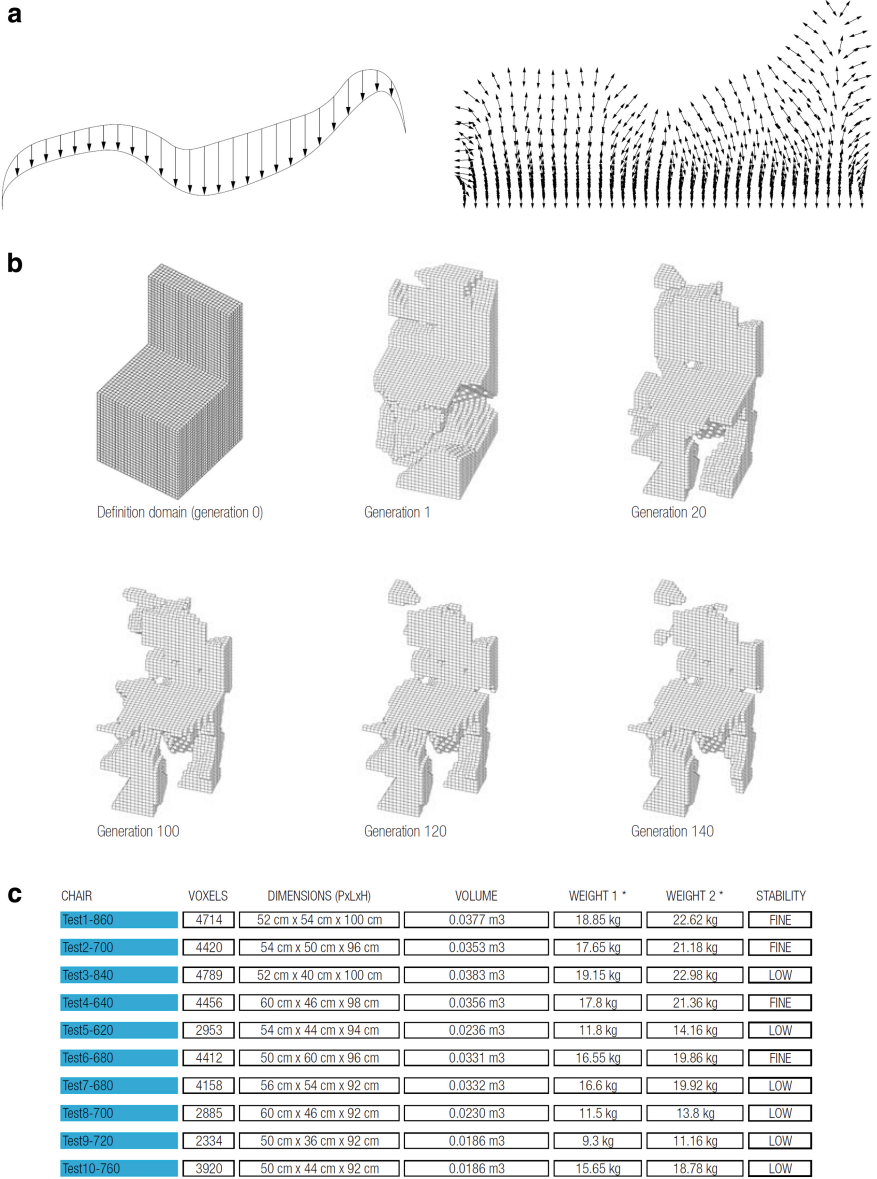 a
b
Definition domain (generation 0)
Generation 1
Generation 20
Generation 100
Generation 120
Generation 140
c
CHAIR VOXELS DIMENSIONS (PxLxH) VOLUME WEIGHT 1 * WEIGHT 2 * STABILITY
Test1-860 4714 52 cm x 54 cm x 100 cm 0.0377 m3 18.85 kg 22.62 kg FINE
Test2-700 4420 54 cm x 50 cm x 96 cm 0.0353 m3 17.65 kg 21.18 kg FINE
Test3-840 4789 52 cm x 40 cm x 100 cm 0.0383 m3 19.15 kg 22.98 kg LOW
Test4-640 4456 60 cm x 46 cm x 98 cm 0.0356 m3 17.8 kg 21.36 kg FINE
Test5-620 2953 54 cm x 44 cm x 94 cm 0.0236 m3 11.8 kg 14.16 kg LOW
Test6-680 4412 50 cm x 60 cm x 96 cm 0.0331 m3 16.55 kg 19.86 kg FINE
Test7-680 4158 56 cm x 54 cm x 92 cm 0.0332 m3 16.6 kg 19.92 kg LOW
Test8-700 2885 60 cm x 46 cm x 92 cm 0.0230 m3 11.5 kg 13.8 kg LOW
Test9-720 2334 50 cm x 36 cm x 92 cm 0.0186 m3 9.3 kg 11.16 kg LOW
Test10-760 3920 50 cm x 44 cm x 92 cm 0.0186 m3 15.65 kg 18.78 kg LOW